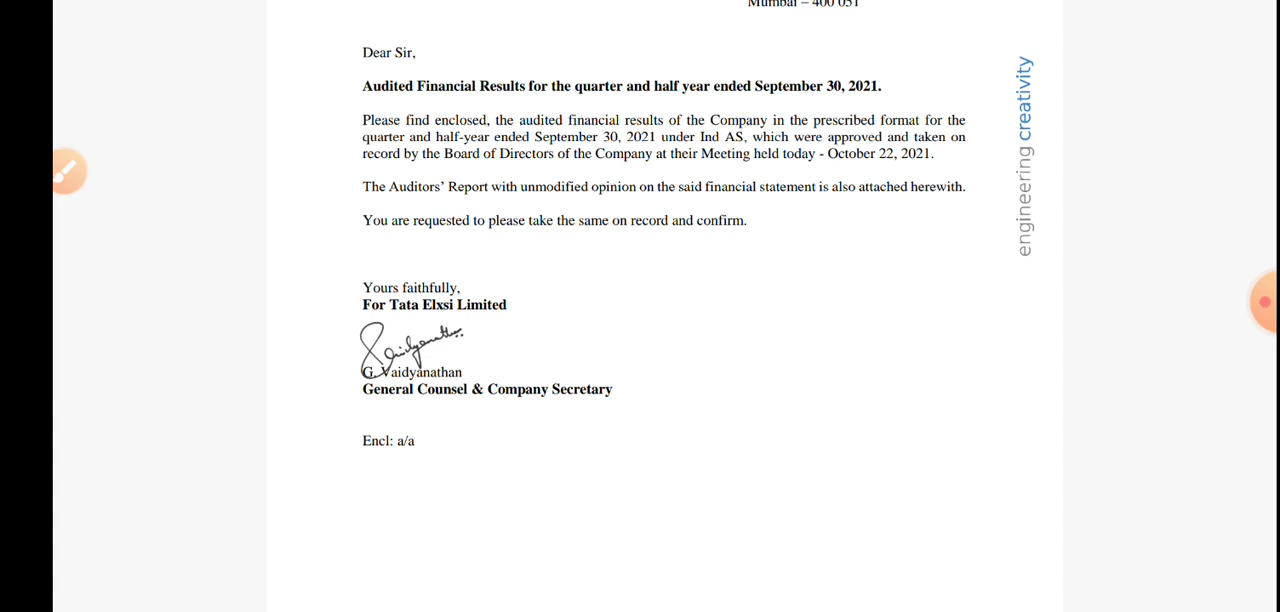 Mumbai – 400 051
Dear Sir,
Audited Financial Results for the quarter and half year ended September 30, 2021.
Please find enclosed, the audited financial results of the Company in the prescribed format for the
quarter and half-year ended September 30, 2021 under Ind AS, which were approved and taken on
record by the Board of Directors of the Company at their Meeting held today - October 22, 2021.
The Auditors’ Report with unmodified opinion on the said financial statement is also attached herewith.
You are requested to please take the same on record and confirm.
Yours faithfully,
For Tata Elxsi Limited
G. Vaidyanathan
General Counsel & Company Secretary
Encl: a/a
engineering creativity